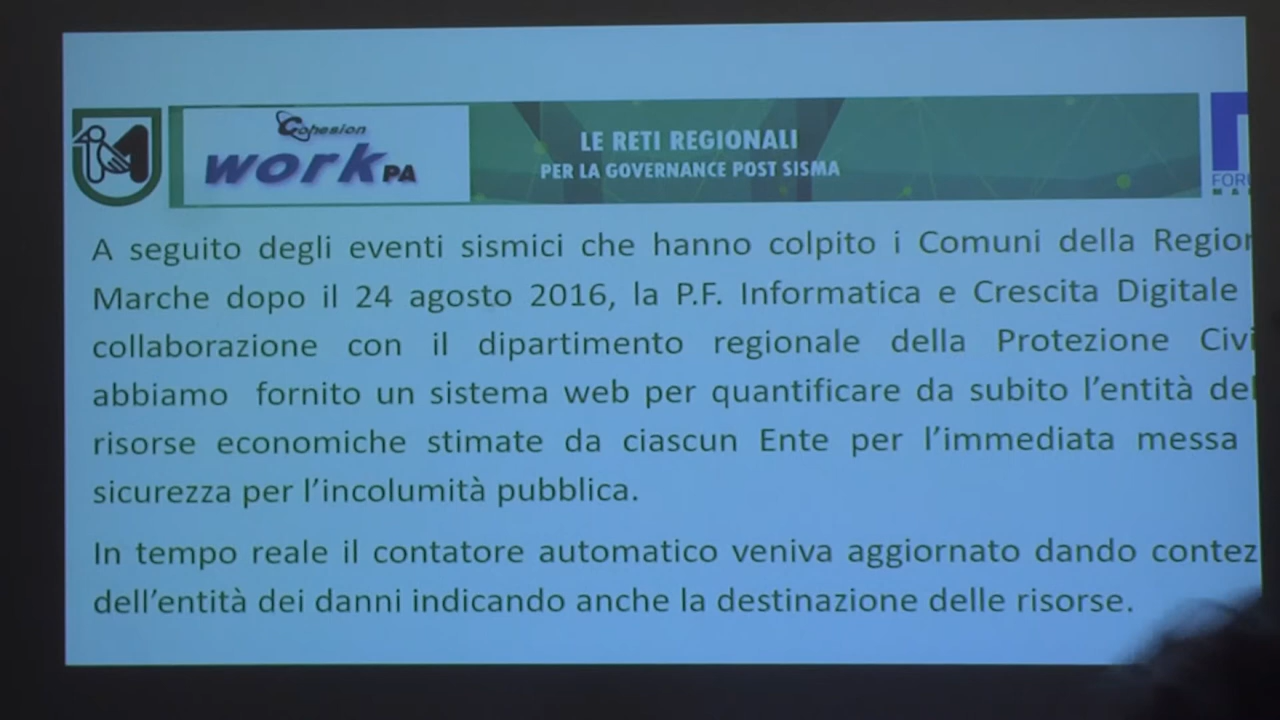 Cohesion
work PA
LE RETI REGIONALI
PER LA GOVERNANCE POST SISMA
A seguito degli eventi sismici che hanno colpito i Comuni della Region
Marche dopo il 24 agosto 2016, la P.F. Informatica e Crescita Digitale
collaborazione con il dipartimento regionale della Protezione Civi
abbiamo fornito un sistema web per quantificare da subito l'entità del
risorse economiche stimate da ciascun Ente per l'immediata messa
sicurezza per l'incolumità pubblica.
In tempo reale il contatore automatico veniva aggiornato dando contez
dell'entità dei danni indicando anche la destinazione delle risorse.